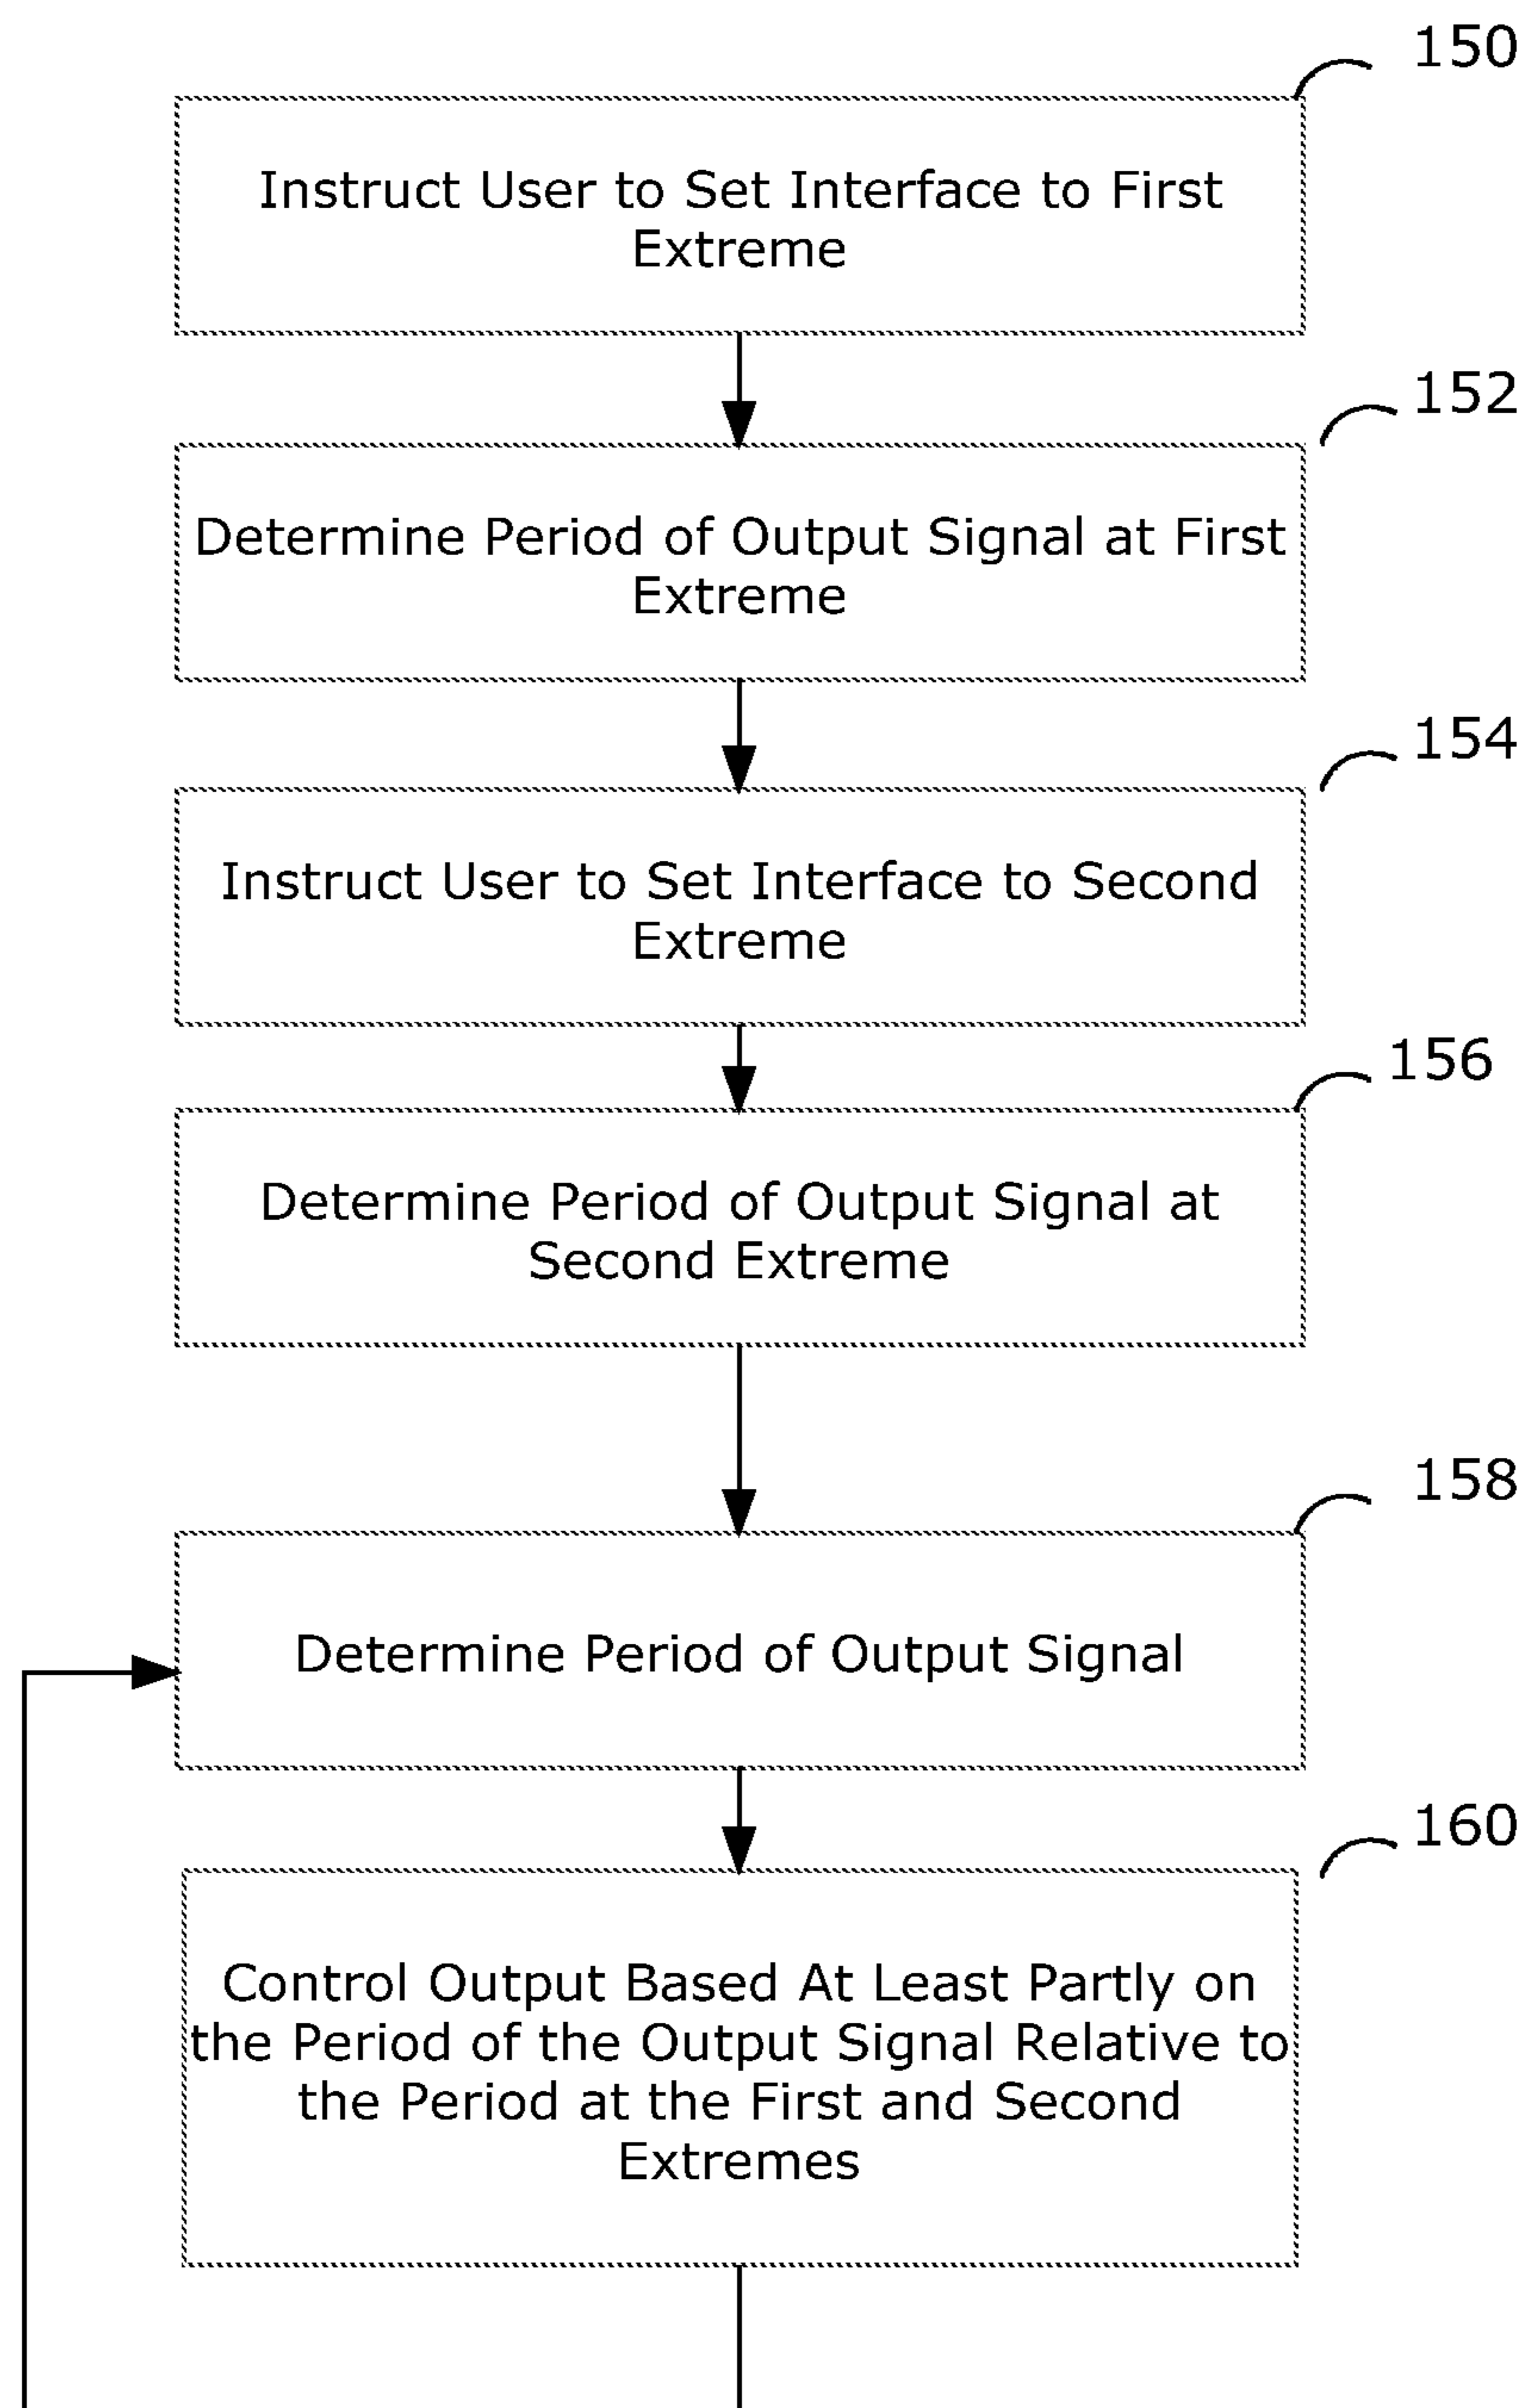 150
Instruct User to Set Interface to First
Extreme
152
Determine Period of Output Signal at First
Extreme
154
Instruct User to Set Interface to Second
Extreme
156
Determine Period of Output Signal at
Second Extreme
158
Determine Period of Output Signal
160
Control Output Based At Least Partly on
the Period of the Output Signal Relative to
the Period at the First and Second
Extremes